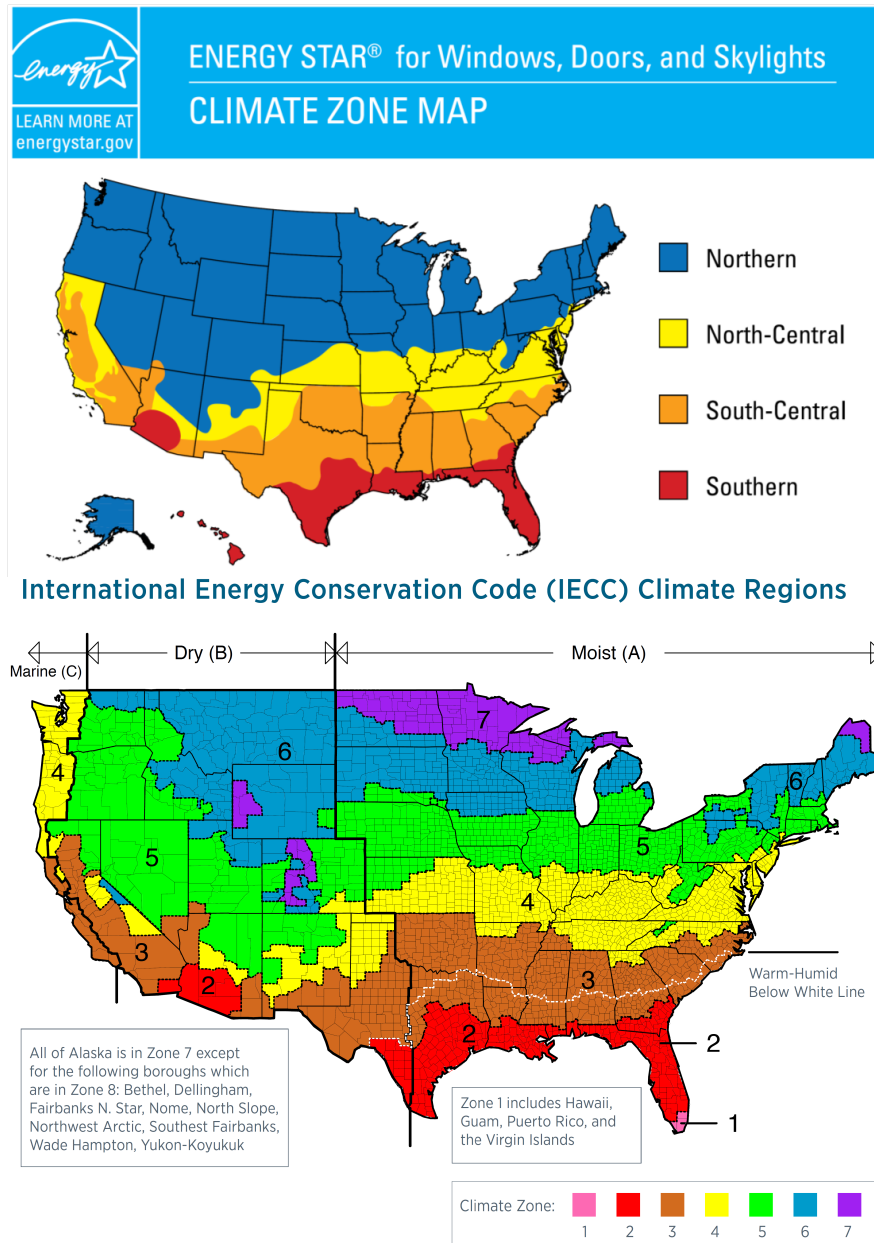 energy
LEARN MORE AT
energystar.gov
ENERGY STAR® for Windows, Doors, and Skylights
CLIMATE ZONE MAP
Northern
North-Central
South-Central
Southern
International Energy Conservation Code (IECC) Climate Regions
Marine (C)
Dry (B)
Moist (A)
7
6
6
4
5
5
4
3
3
2
2
Warm-Humid
Below White Line
2
1
All of Alaska is in Zone 7 except
for the following boroughs which
are in Zone 8: Bethel, Dellingham,
Fairbanks N. Star, Nome, North Slope,
Northwest Arctic, Southest Fairbanks,
Wade Hampton, Yukon-Koyukuk
Zone 1 includes Hawaii,
Guam, Puerto Rico, and
the Virgin Islands
Climate Zone:
1 2 3 4 5 6 7